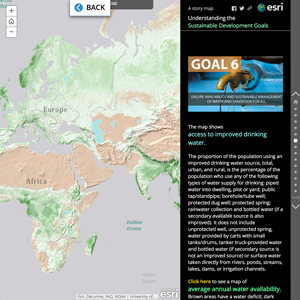 BACK
A story map
esri
Understanding the
Sustainable Development Goals
GOAL 6
ENSURE AVAILABILITY AND SUSTAINABLE MANAGEMENT
OF WATER AND SANITATION FOR ALL
The map shows
access to improved drinking
water.
The proportion of the population using an
improved drinking water source, total,
urban, and rural, is the percentage of
the population who use any of the following
types of water supply for drinking: piped
water into dwelling, plot or yard; public
tap/standpipe; borehole/tube well;
protected dug well; protected spring;
rainwater collection and bottled water (if a
secondary available source is also
improved). It does not include
unprotected well, unprotected spring,
water provided by carts with small
tanks/drums, tanker truck-provided water
and bottled water (if secondary source is
not an improved source) or surface water
taken directly from rivers, ponds, streams,
lakes, dams, or irrigation channels.
Click here to see a map of
average annual water availability.
Brown areas have a water deficit; dark
Europe
Africa
Indian
Ocean
Esri, DeLorme, FAO, NOAA | University of...
esri